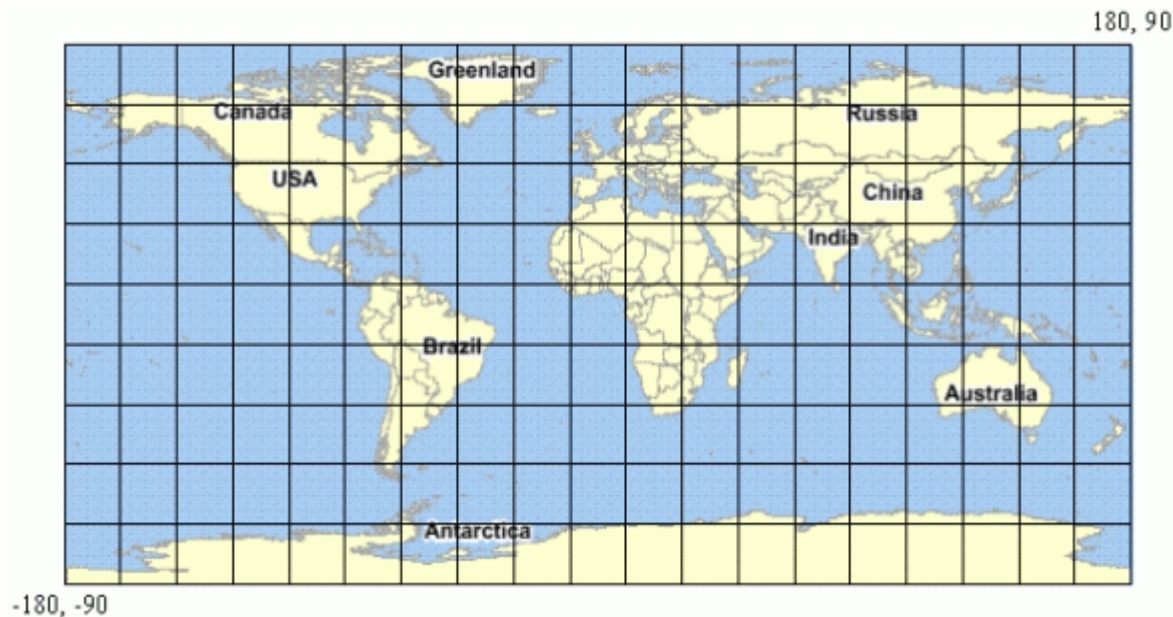 180, 90
Greenland
Canada
Russia
USA
China
India
Brazil
Australia
Antarctica
-180, -90